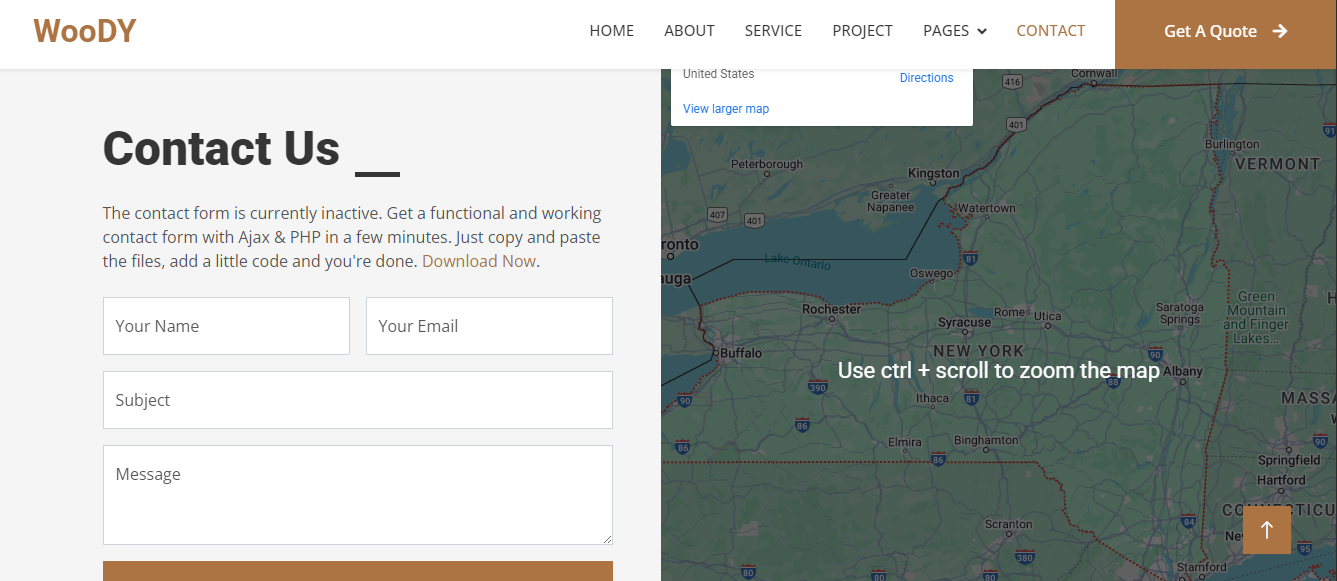 WooDY
HOME
ABOUT
SERVICE
PROJECT
PAGES
CONTACT
Get A Quote
Contact Us
The contact form is currently inactive. Get a functional and working
contact form with Ajax & PHP in a few minutes. Just copy and paste
the files, add a little code and you're done. Download Now.
Your Name
Your Email
Subject
Message
United States
Directions
View larger map
Cornwall
416
401
91
Burlington
VERMONT
Peterborough
Kingston
Greater
Napanee
Watertown
407
401
ronto
Lake Ontario
81
auga
Oswego
Rochester
Rome
Utica
Syracuse
Saratoga
Springs
Green
Mountain
and Finger
Lakes...
H
Buffalo
NEW YORK
90
Use ctrl + scroll to zoom the map
Albany
88
390
90
Ithaca
81
MASSA
86
86
Elmira
Binghamton
86
90
Springfield
Hartford
CONNECTICU
Scranton
84
Ne
95
380
Stamford
80
80
80